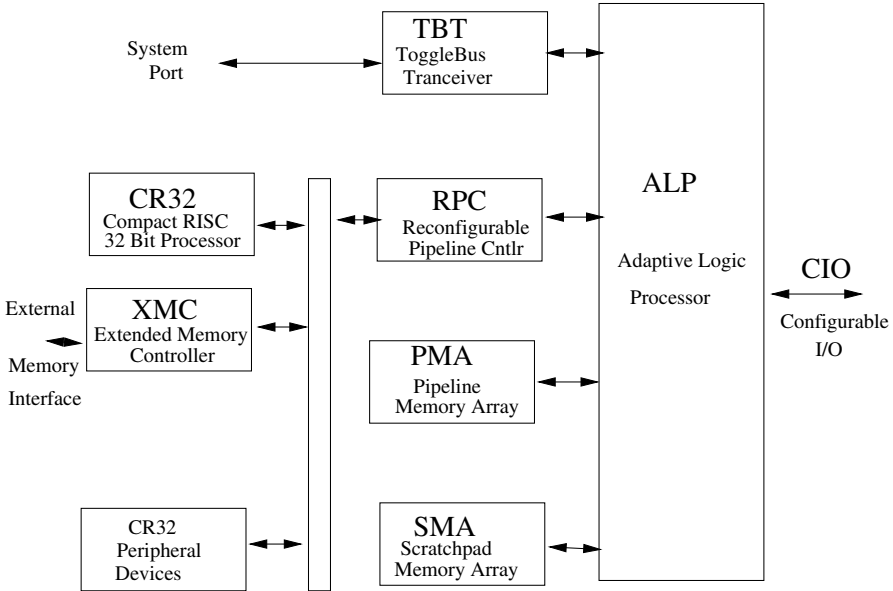 TBT
ToggleBus
Tranceiver
System
Port
CR32
Compact RISC
32 Bit Processor
RPC
Reconfigurable
Pipeline Cntlr
ALP
Adaptive Logic
Processor
CIO
Configurable
I/O
External
Memory
Interface
XMC
Extended Memory
Controller
PMA
Pipeline
Memory Array
CR32
Peripheral
Devices
SMA
Scratchpad
Memory Array